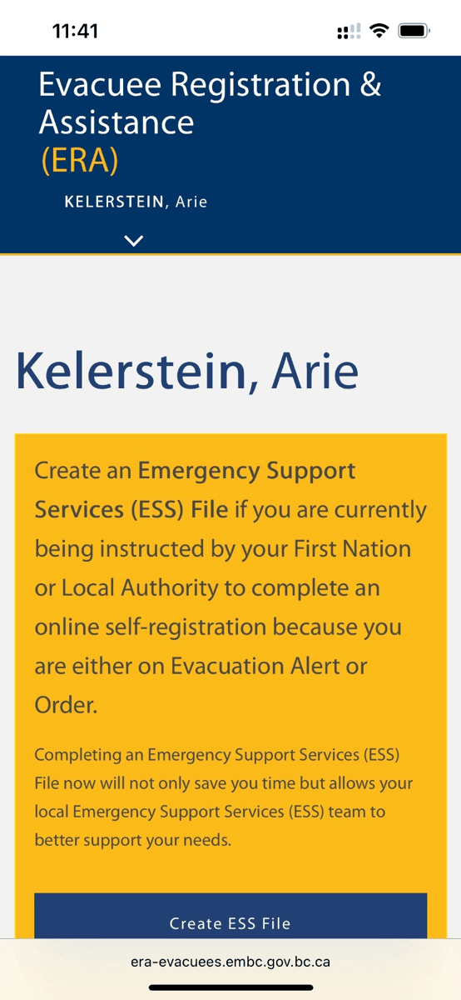 11:41
Evacuee Registration &
Assistance
(ERA)
KELERSTEIN, Arie
Kelerstein, Arie
Create an Emergency Support
Services (ESS) File if you are currently
being instructed by your First Nation
or Local Authority to complete an
online self-registration because you
are either on Evacuation Alert or
Order.
Completing an Emergency Support Services (ESS)
File now will not only save you time but allows your
local Emergency Support Services (ESS) team to
better support your needs.
Create ESS File
era-evacuees.embc.gov.bc.ca